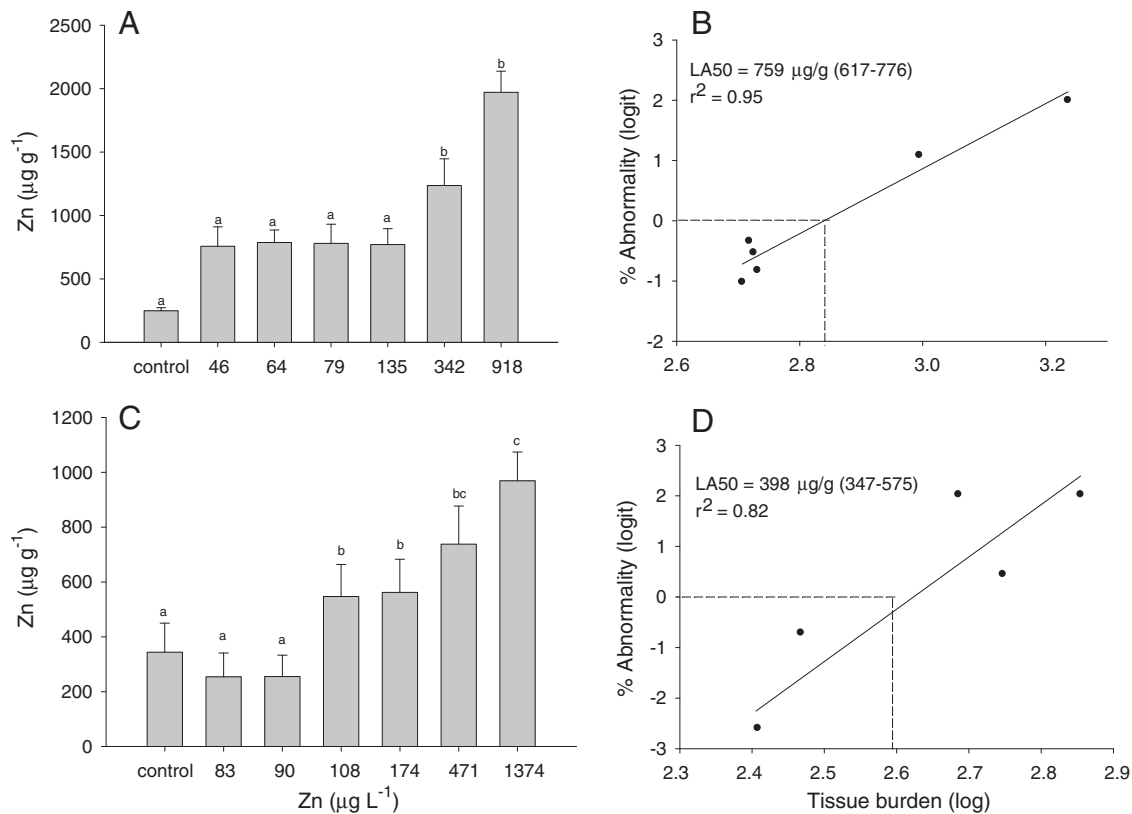 A
2500
2000
1500
1000
500
0
Zn (µg g-1)
a
a
a
a
a
b
b
control 46 64 79 135 342 918
B
LA50 = 759 µg/g (617-776)
r2 = 0.95
3
2
1
0
-1
-2
% Abnormality (logit)
2.6 2.8 3.0 3.2
C
1200
1000
800
600
400
200
0
Zn (µg g-1)
a
a
a
b
b
bc
c
control 83 90 108 174 471 1374
Zn (µg L-1)
D
LA50 = 398 µg/g (347-575)
r2 = 0.82
3
2
1
0
-1
-2
-3
% Abnormality (logit)
2.3 2.4 2.5 2.6 2.7 2.8 2.9
Tissue burden (log)